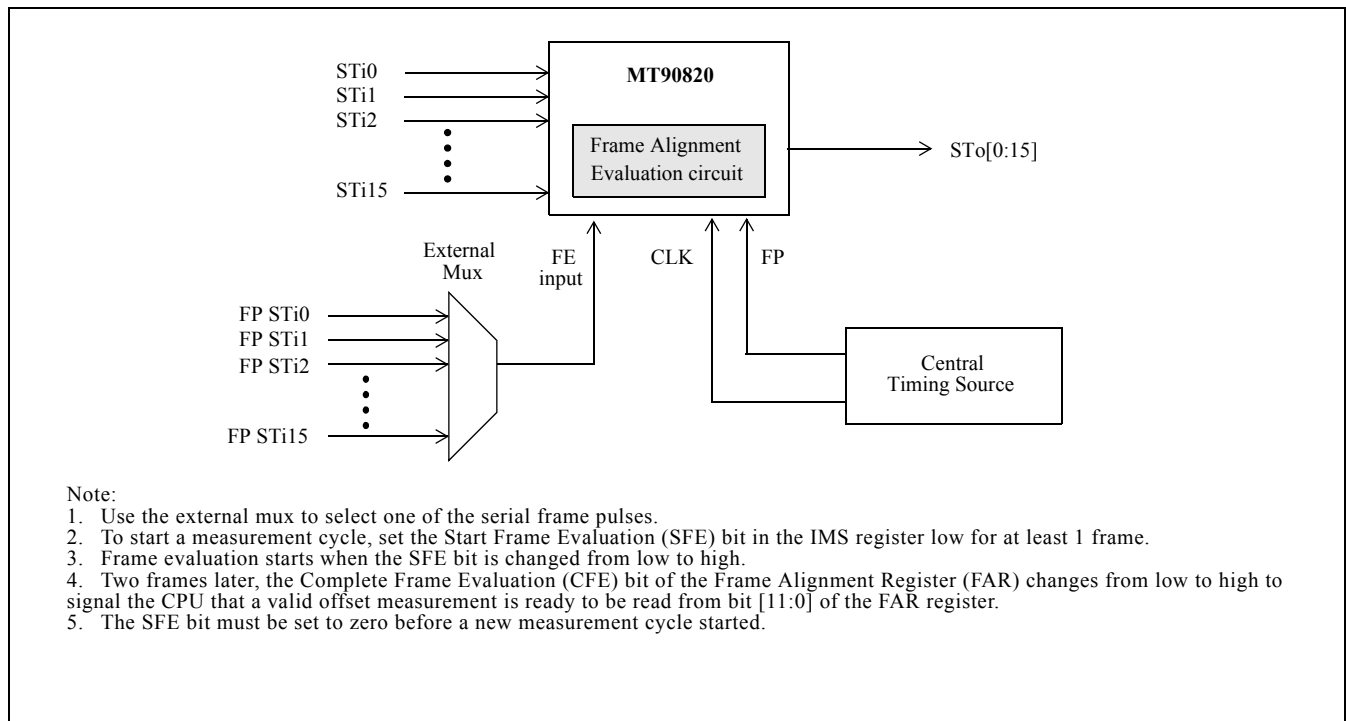 STi0
STi1
STi2
STi15
MT90820
Frame Alignment
Evaluation circuit
STo[0:15]
External
Mux
FE
input
CLK
FP
FP STi0
FP STi1
FP STi2
FP STi15
Central
Timing Source
Note:
1. Use the external mux to select one of the serial frame pulses.
2. To start a measurement cycle, set the Start Frame Evaluation (SFE) bit in the IMS register low for at least 1 frame.
3. Frame evaluation starts when the SFE bit is changed from low to high.
4. Two frames later, the Complete Frame Evaluation (CFE) bit of the Frame Alignment Register (FAR) changes from low to high to
signal the CPU that a valid offset measurement is ready to be read from bit [11:0] of the FAR register.
5. The SFE bit must be set to zero before a new measurement cycle started.